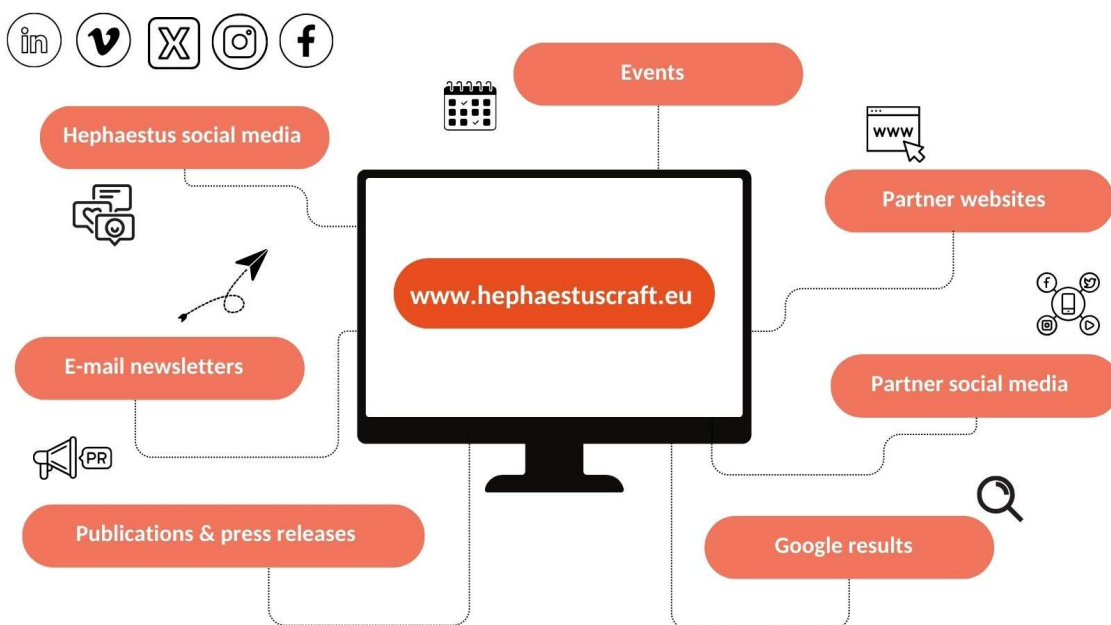 in
Events
Hephaestus social media
WWW
Partner websites
www.hephaestuscraft.eu
E-mail newsletters
Partner social media
PR
Publications & press releases
Google results